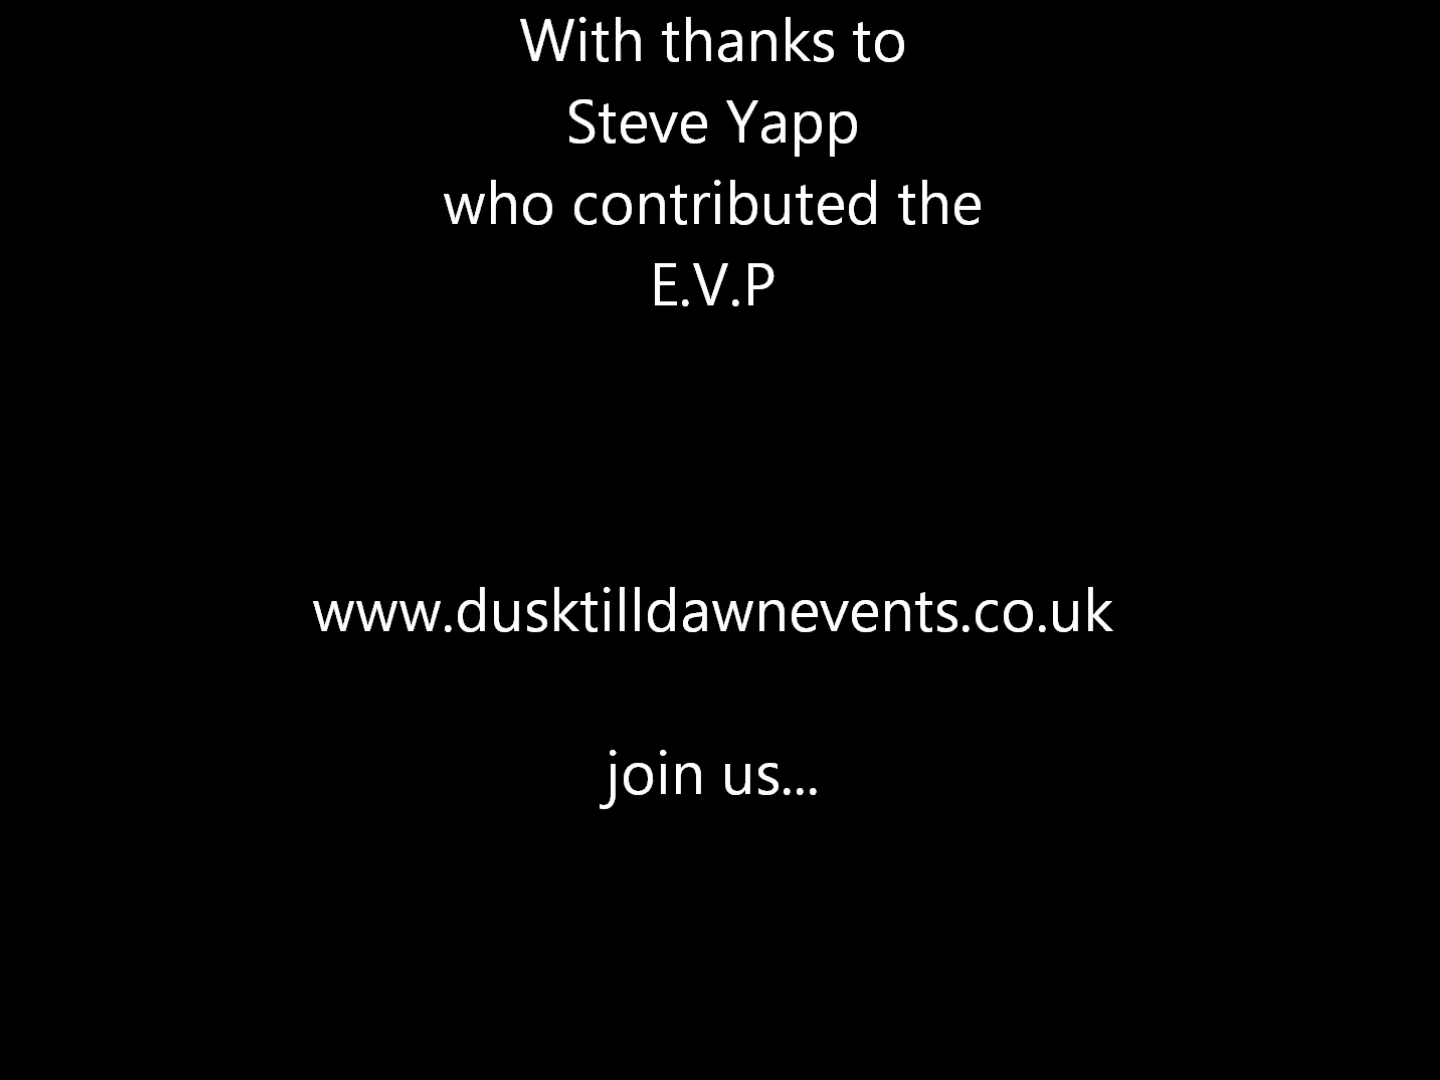 With thanks to
Steve Yapp
who contributed the
E.V.P
www.dusktilldawnevents.co.uk
join us...